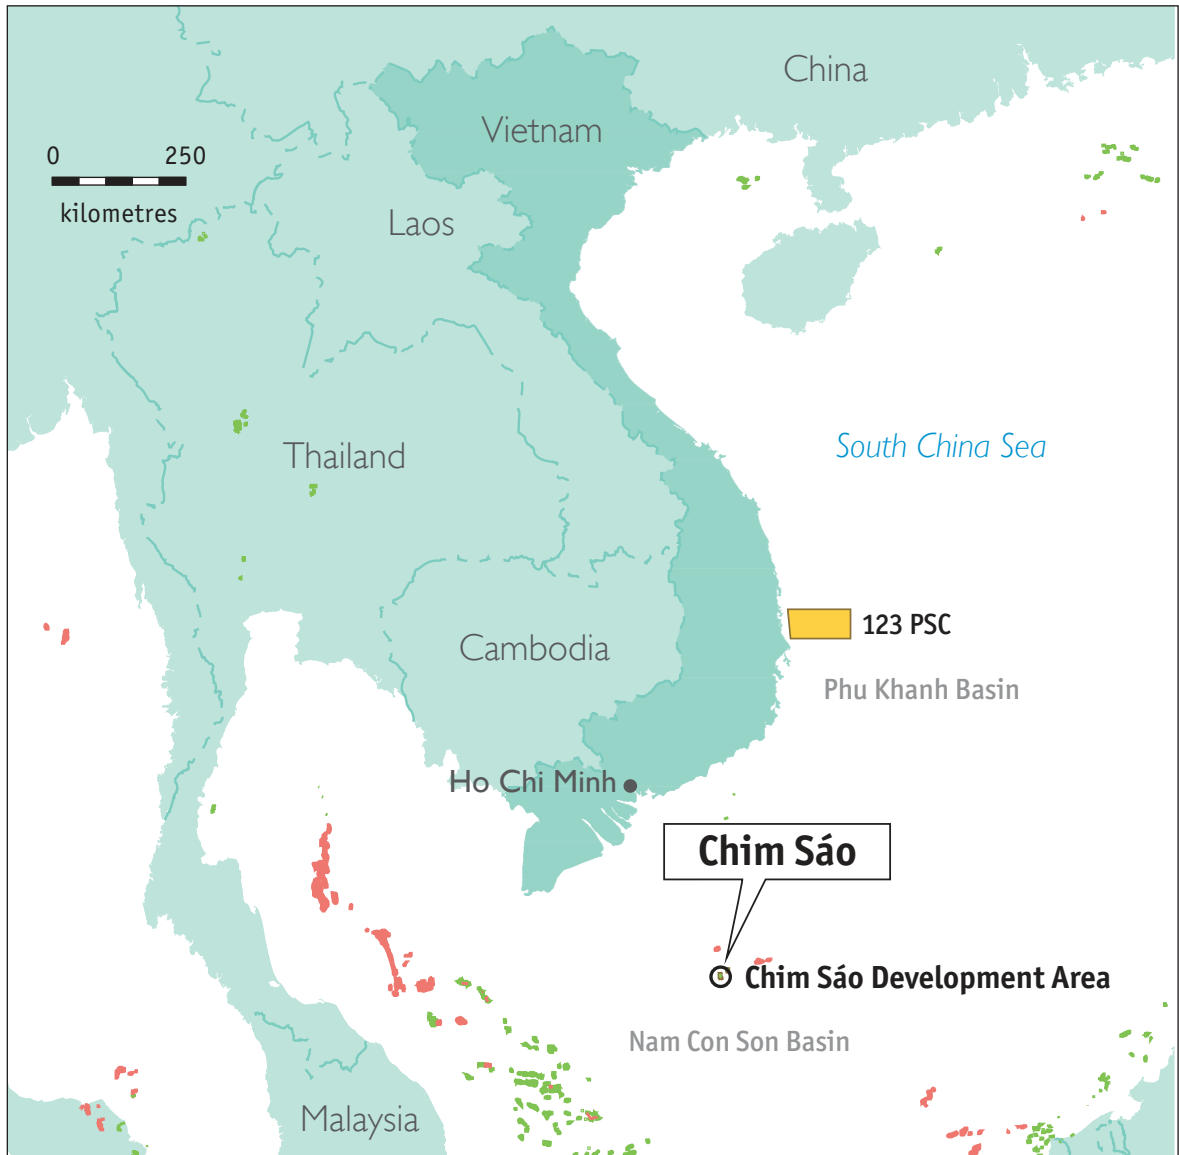 China
Vietnam
0 250
kilometres
Laos
South China Sea
Thailand
123 PSC
Cambodia
Phu Khanh Basin
Ho Chi Minh
Chim Sáo
Chim Sáo Development Area
Nam Con Son Basin
Malaysia